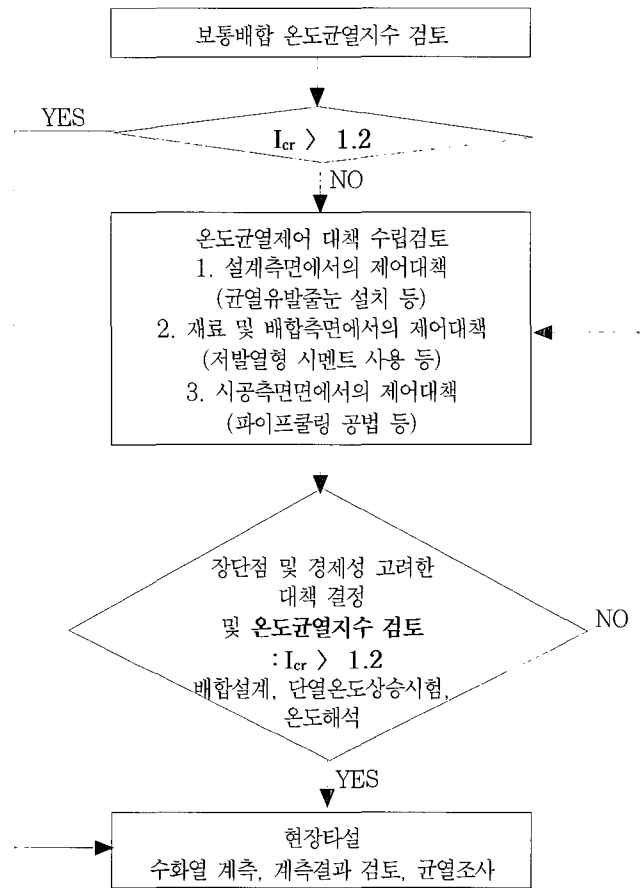 보통배합 온도균열지수 검토
YES
Icr 〉 1.2
NO
온도균열제어 대책 수립검토
1. 설계측면에서의 제어대책
(균열유발줄눈 설치 등)
2. 재료 및 배합측면에서의 제어대책
(저발열형 시멘트 사용 등)
3. 시공측면면에서의 제어대책
(파이프쿨링 공법 등)
장단점 및 경제성 고려한
대책 결정
및 온도균열지수 검토
: Icr 〉 1.2
배합설계, 단열온도상승시험,
온도해석
NO
YES
현장타설
수화열 계측, 계측결과 검토, 균열조사